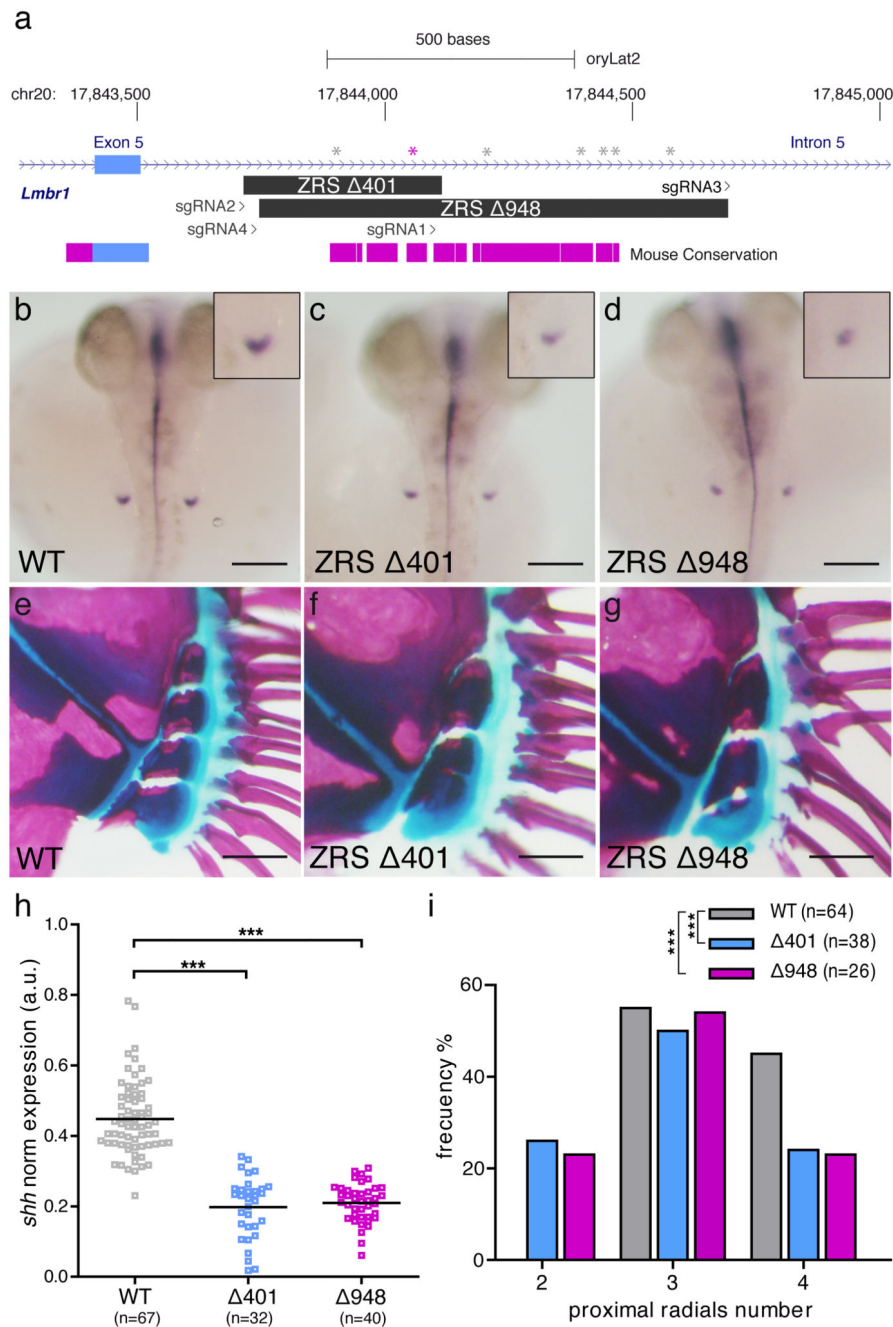 a
500 bases
oryLat2
chr20: 17,843,500 17,844,000 17,844,500 17,845,000
Exon 5 * * * * * * * Intron 5
Lmbr1
ZRS Δ401 sgRNA3>
sgRNA2> ZRS Δ948
sgRNA4> sgRNA1>
Mouse Conservation
b c d
WT ZRS Δ401 ZRS Δ948
e f g
WT ZRS Δ401 ZRS Δ948
h
shh norm expression (a.u.)
1.0
0.8
0.6
0.4
0.2
0.0
***
***
WT Δ401 Δ948
(n=67) (n=32) (n=40)
i
*** *** WT (n=64)
Δ401 (n=38)
Δ948 (n=26)
frecuency %
60
40
20
0
2 3 4
proximal radials number